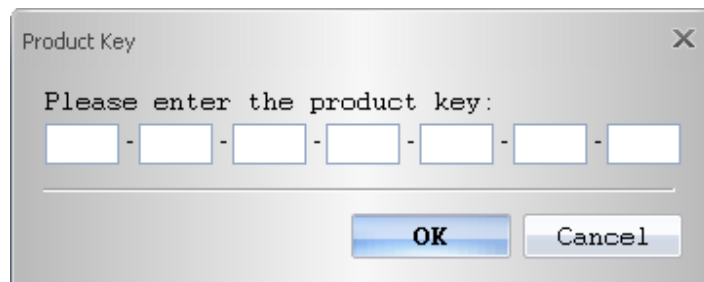 Product Key
Please enter the product key:
- - - - - -
OK Cancel